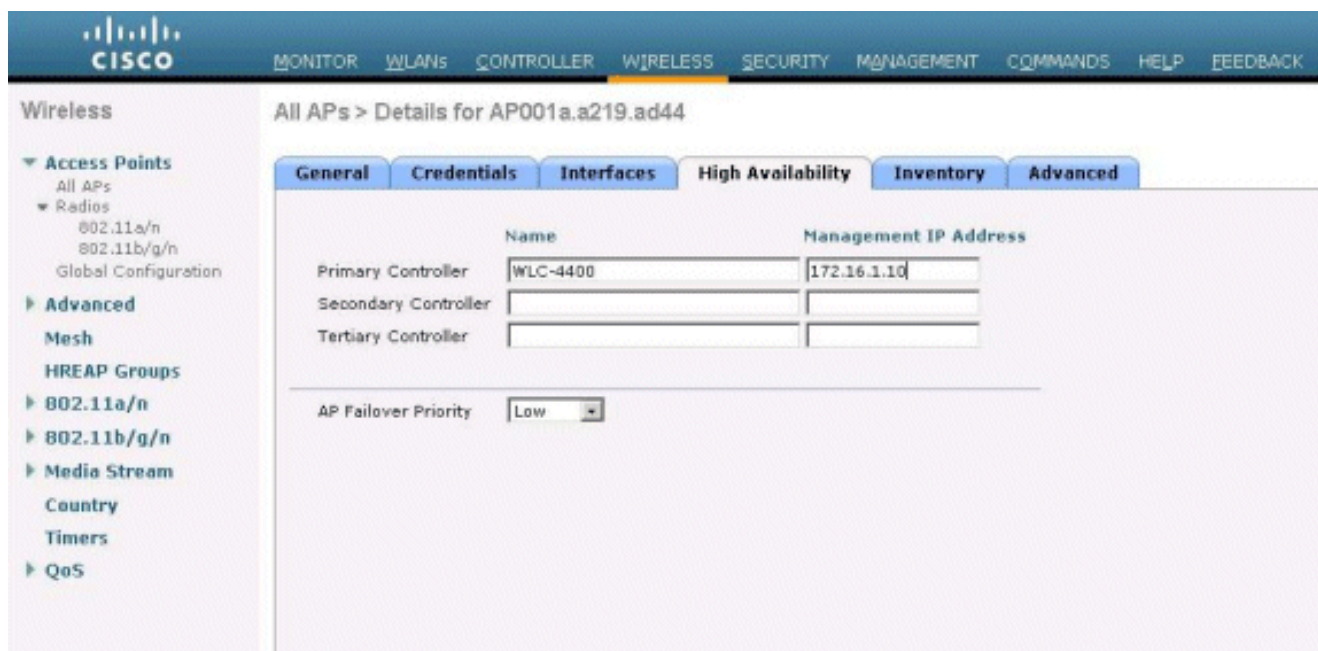 CISCO
MONITOR WLANs CONTROLLER WIRELESS SECURITY MANAGEMENT COMMANDS HELP FEEDBACK
Wireless
Access Points
All APs
Radios
802.11a/n
802.11b/g/n
Global Configuration
Advanced
Mesh
HREAP Groups
802.11a/n
802.11b/g/n
Media Stream
Country
Timers
QoS
All APs > Details for AP001a.a219.ad44
General Credentials Interfaces High Availability Inventory Advanced
Name Management IP Address
Primary Controller WLC-4400 172.16.1.10
Secondary Controller
Tertiary Controller
AP Failover Priority Low